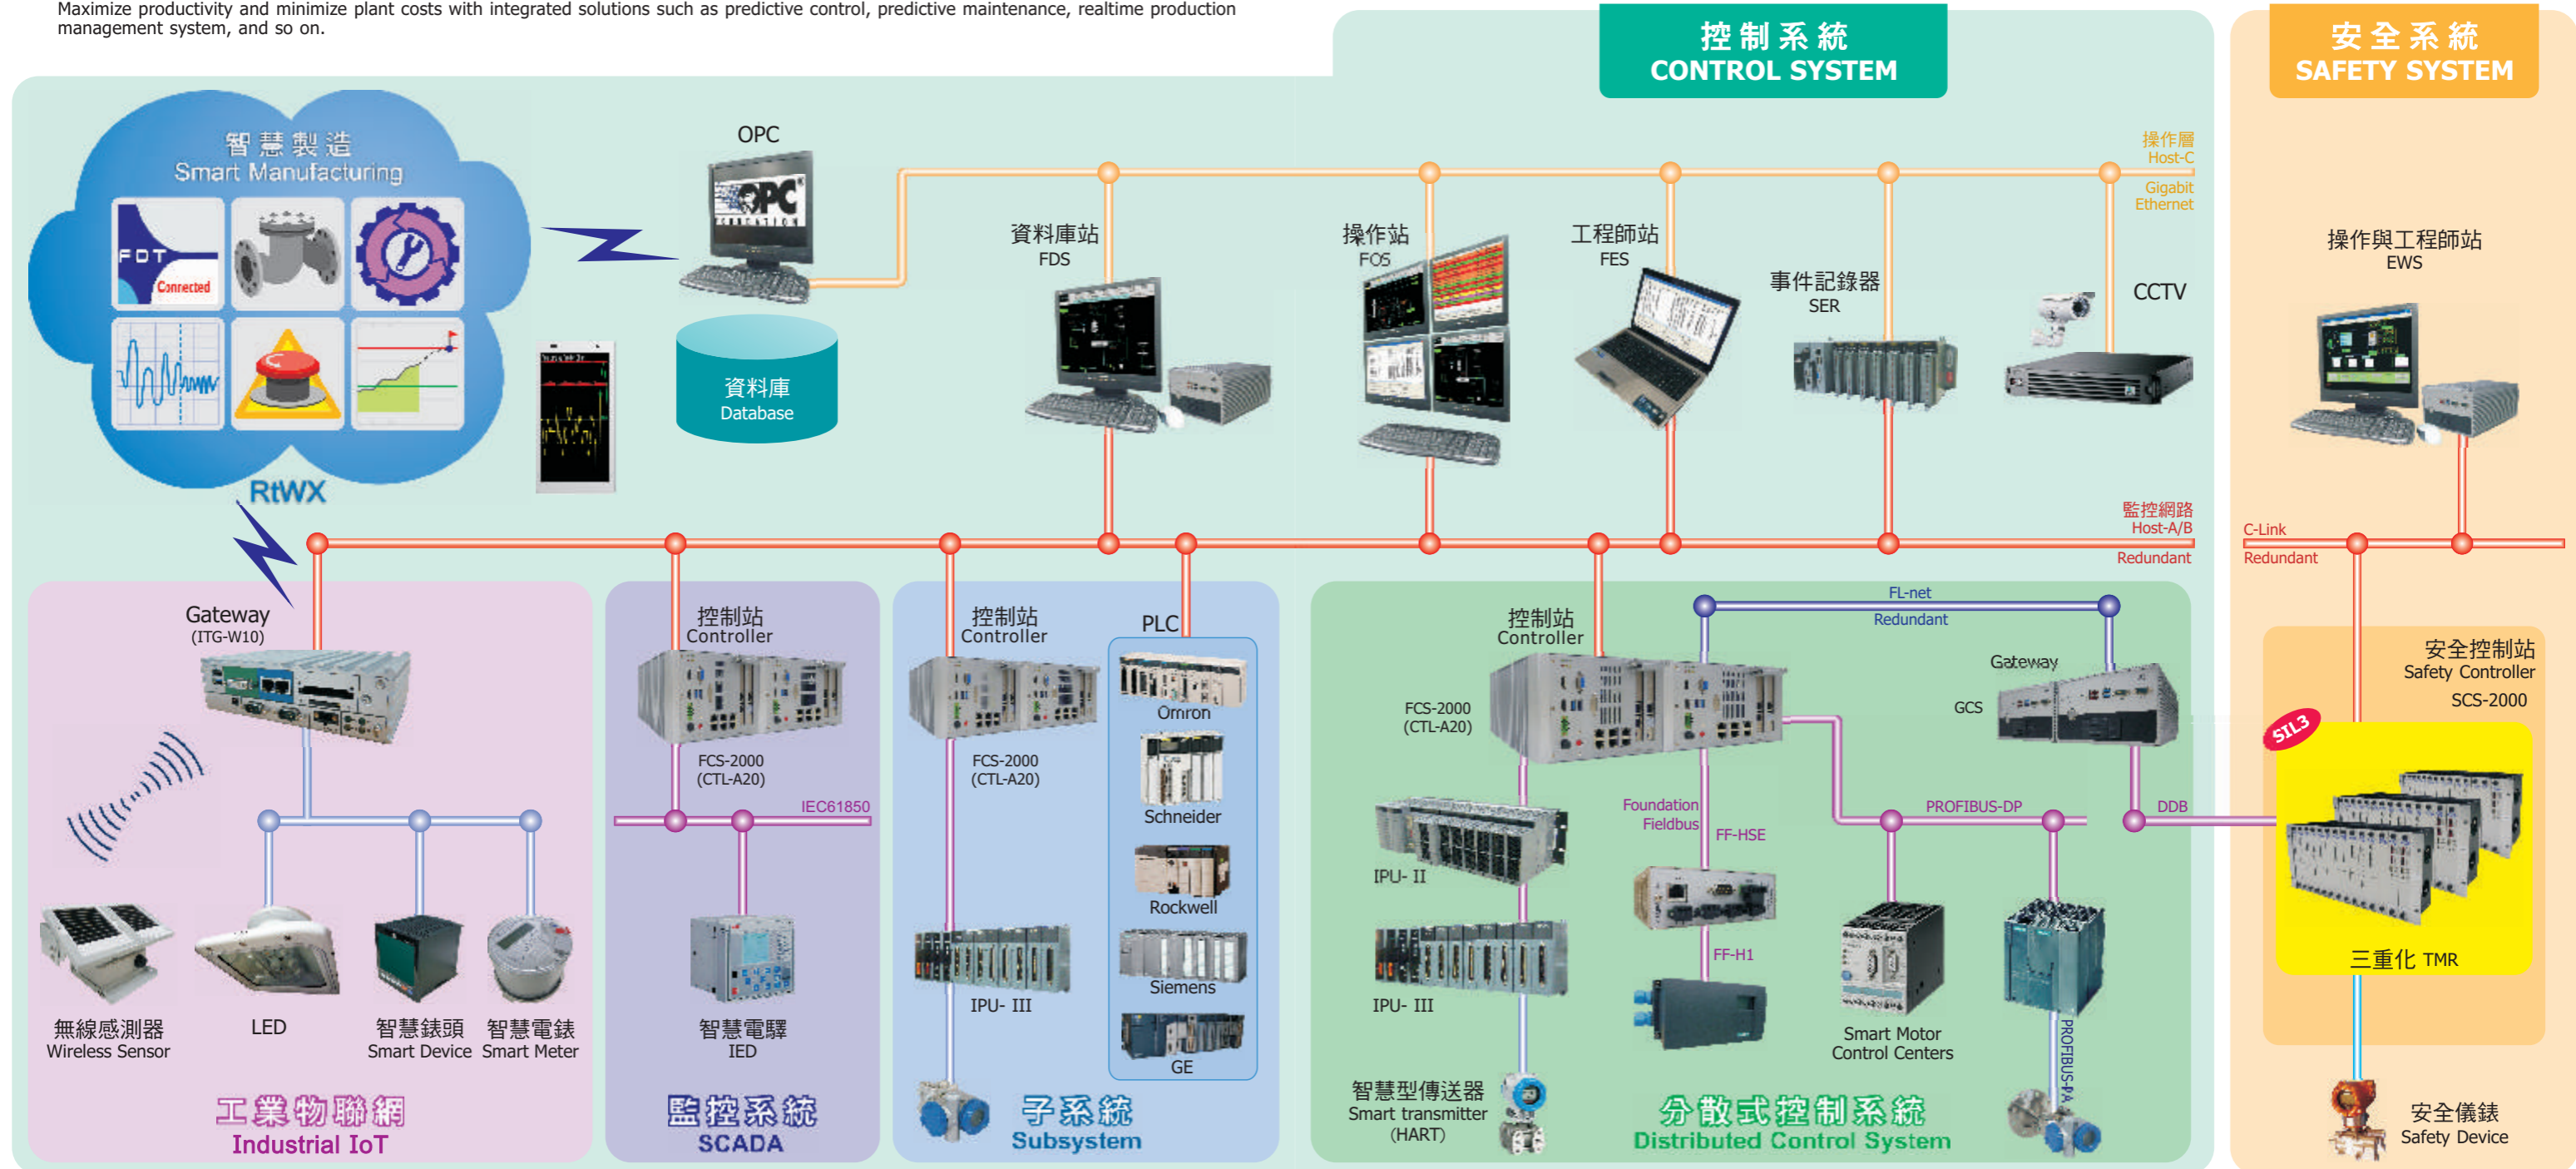 Maximize productivity and minimize plant costs with integrated solutions such as predictive control, predictive maintenance, realtime production
management system, and so on.
控制系統
CONTROL SYSTEM
安全系統
SAFETY SYSTEM
智慧製造
Smart Manufacturing
FDT
Connected
RtWX
OPC
OPC
資料庫
Database
資料庫站
FDS
操作站
FOS
工程師站
FES
事件記錄器
SER
CCTV
操作層
Host-C
Gigabit
Ethernet
操作與工程師站
EWS
監控網路
Host-A/B
Redundant
C-Link
Redundant
Gateway
(ITG-W10)
無線感測器
Wireless Sensor
LED
智慧錶頭
Smart Device
智慧電錶
Smart Meter
工業物聯網
Industrial IoT
控制站
Controller
FCS-2000
(CTL-A20)
IEC61850
智慧電驛
IED
監控系統
SCADA
控制站
Controller
FCS-2000
(CTL-A20)
IPU- III
PLC
Omron
Schneider
Rockwell
Siemens
GE
子系統
Subsystem
控制站
Controller
FCS-2000
(CTL-A20)
FL-net
Redundant
Gateway
GCS
IPU- II
Foundation
Fieldbus
FF-HSE
PROFIBUS-DP
DDB
IPU- III
FF-H1
Smart Motor
Control Centers
PROFIBUS-PA
智慧型傳送器
Smart transmitter
(HART)
分散式控制系統
Distributed Control System
安全控制站
Safety Controller
SCS-2000
SIL3
三重化 TMR
安全儀錶
Safety Device